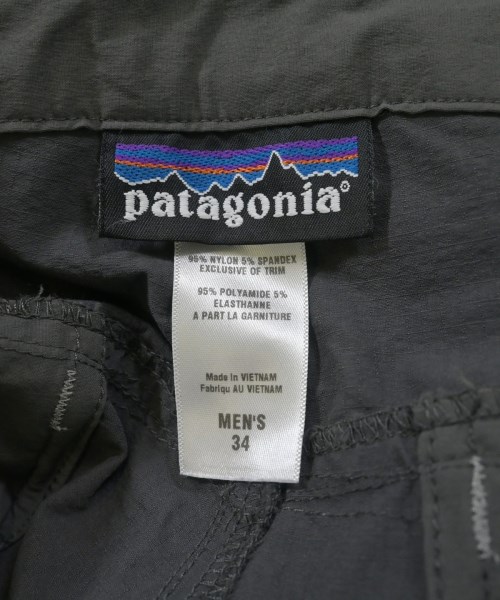 patagonia®
95% NYLON 5% SPANDEX
EXCLUSIVE OF TRIM
95% POLYAMIDE 5%
ELASTHANNE
A PART LA GARNITURE
Made in VIETNAM
Fabriqu AU VIETNAM
MEN'S
34